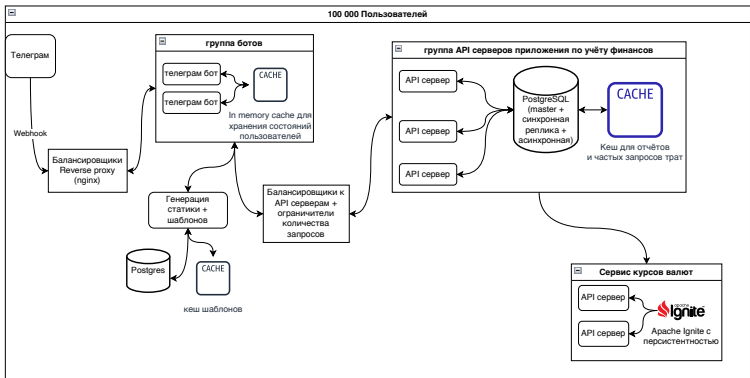 100 000 Пользователей
Телеграм
Webhook
Балансировщики
Reverse proxy
(nginx)
группа ботов
телеграм бот
телеграм бот
CACHE
In memory cache для
хранения состояний
пользователей
Генерация
статики +
шаблонов
Postgres
CACHE
кеш шаблонов
Балансировщики к
API серверам +
ограничители
количества
запросов
группа API серверов приложения по учёту финансов
API сервер
API сервер
API сервер
PostgreSQL
(master +
синхронная
реплика +
асинхронная)
CACHE
Кеш для отчётов
и частых запросов трат
Сервис курсов валют
API сервер
API сервер
apache
Ignite
Apache Ignite с
персистентностью